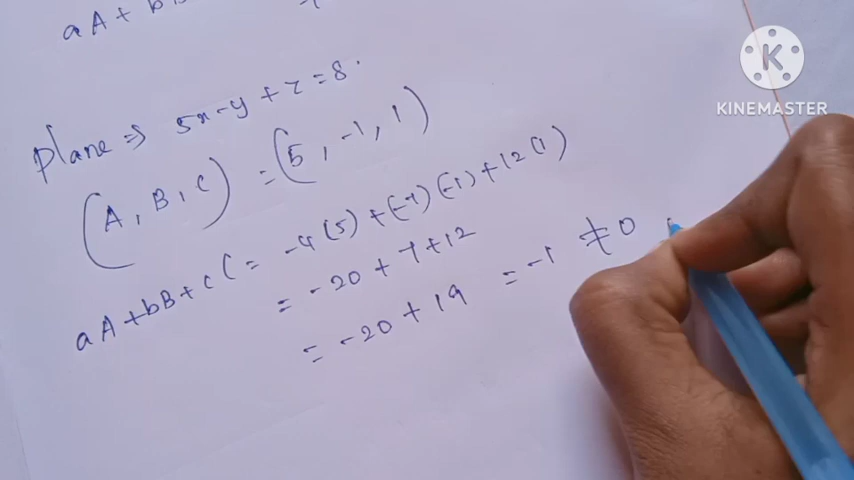 aA + bB
Plane ⇒ 5x - y + z = 8.
(A, B, C) = (5, -1, 1)
aA + bB + cC = -4(5) + (-7)(-1) + 12(1)
= -20 + 7 + 12
= -20 + 19 = -1 ≠ 0
KINEMASTER